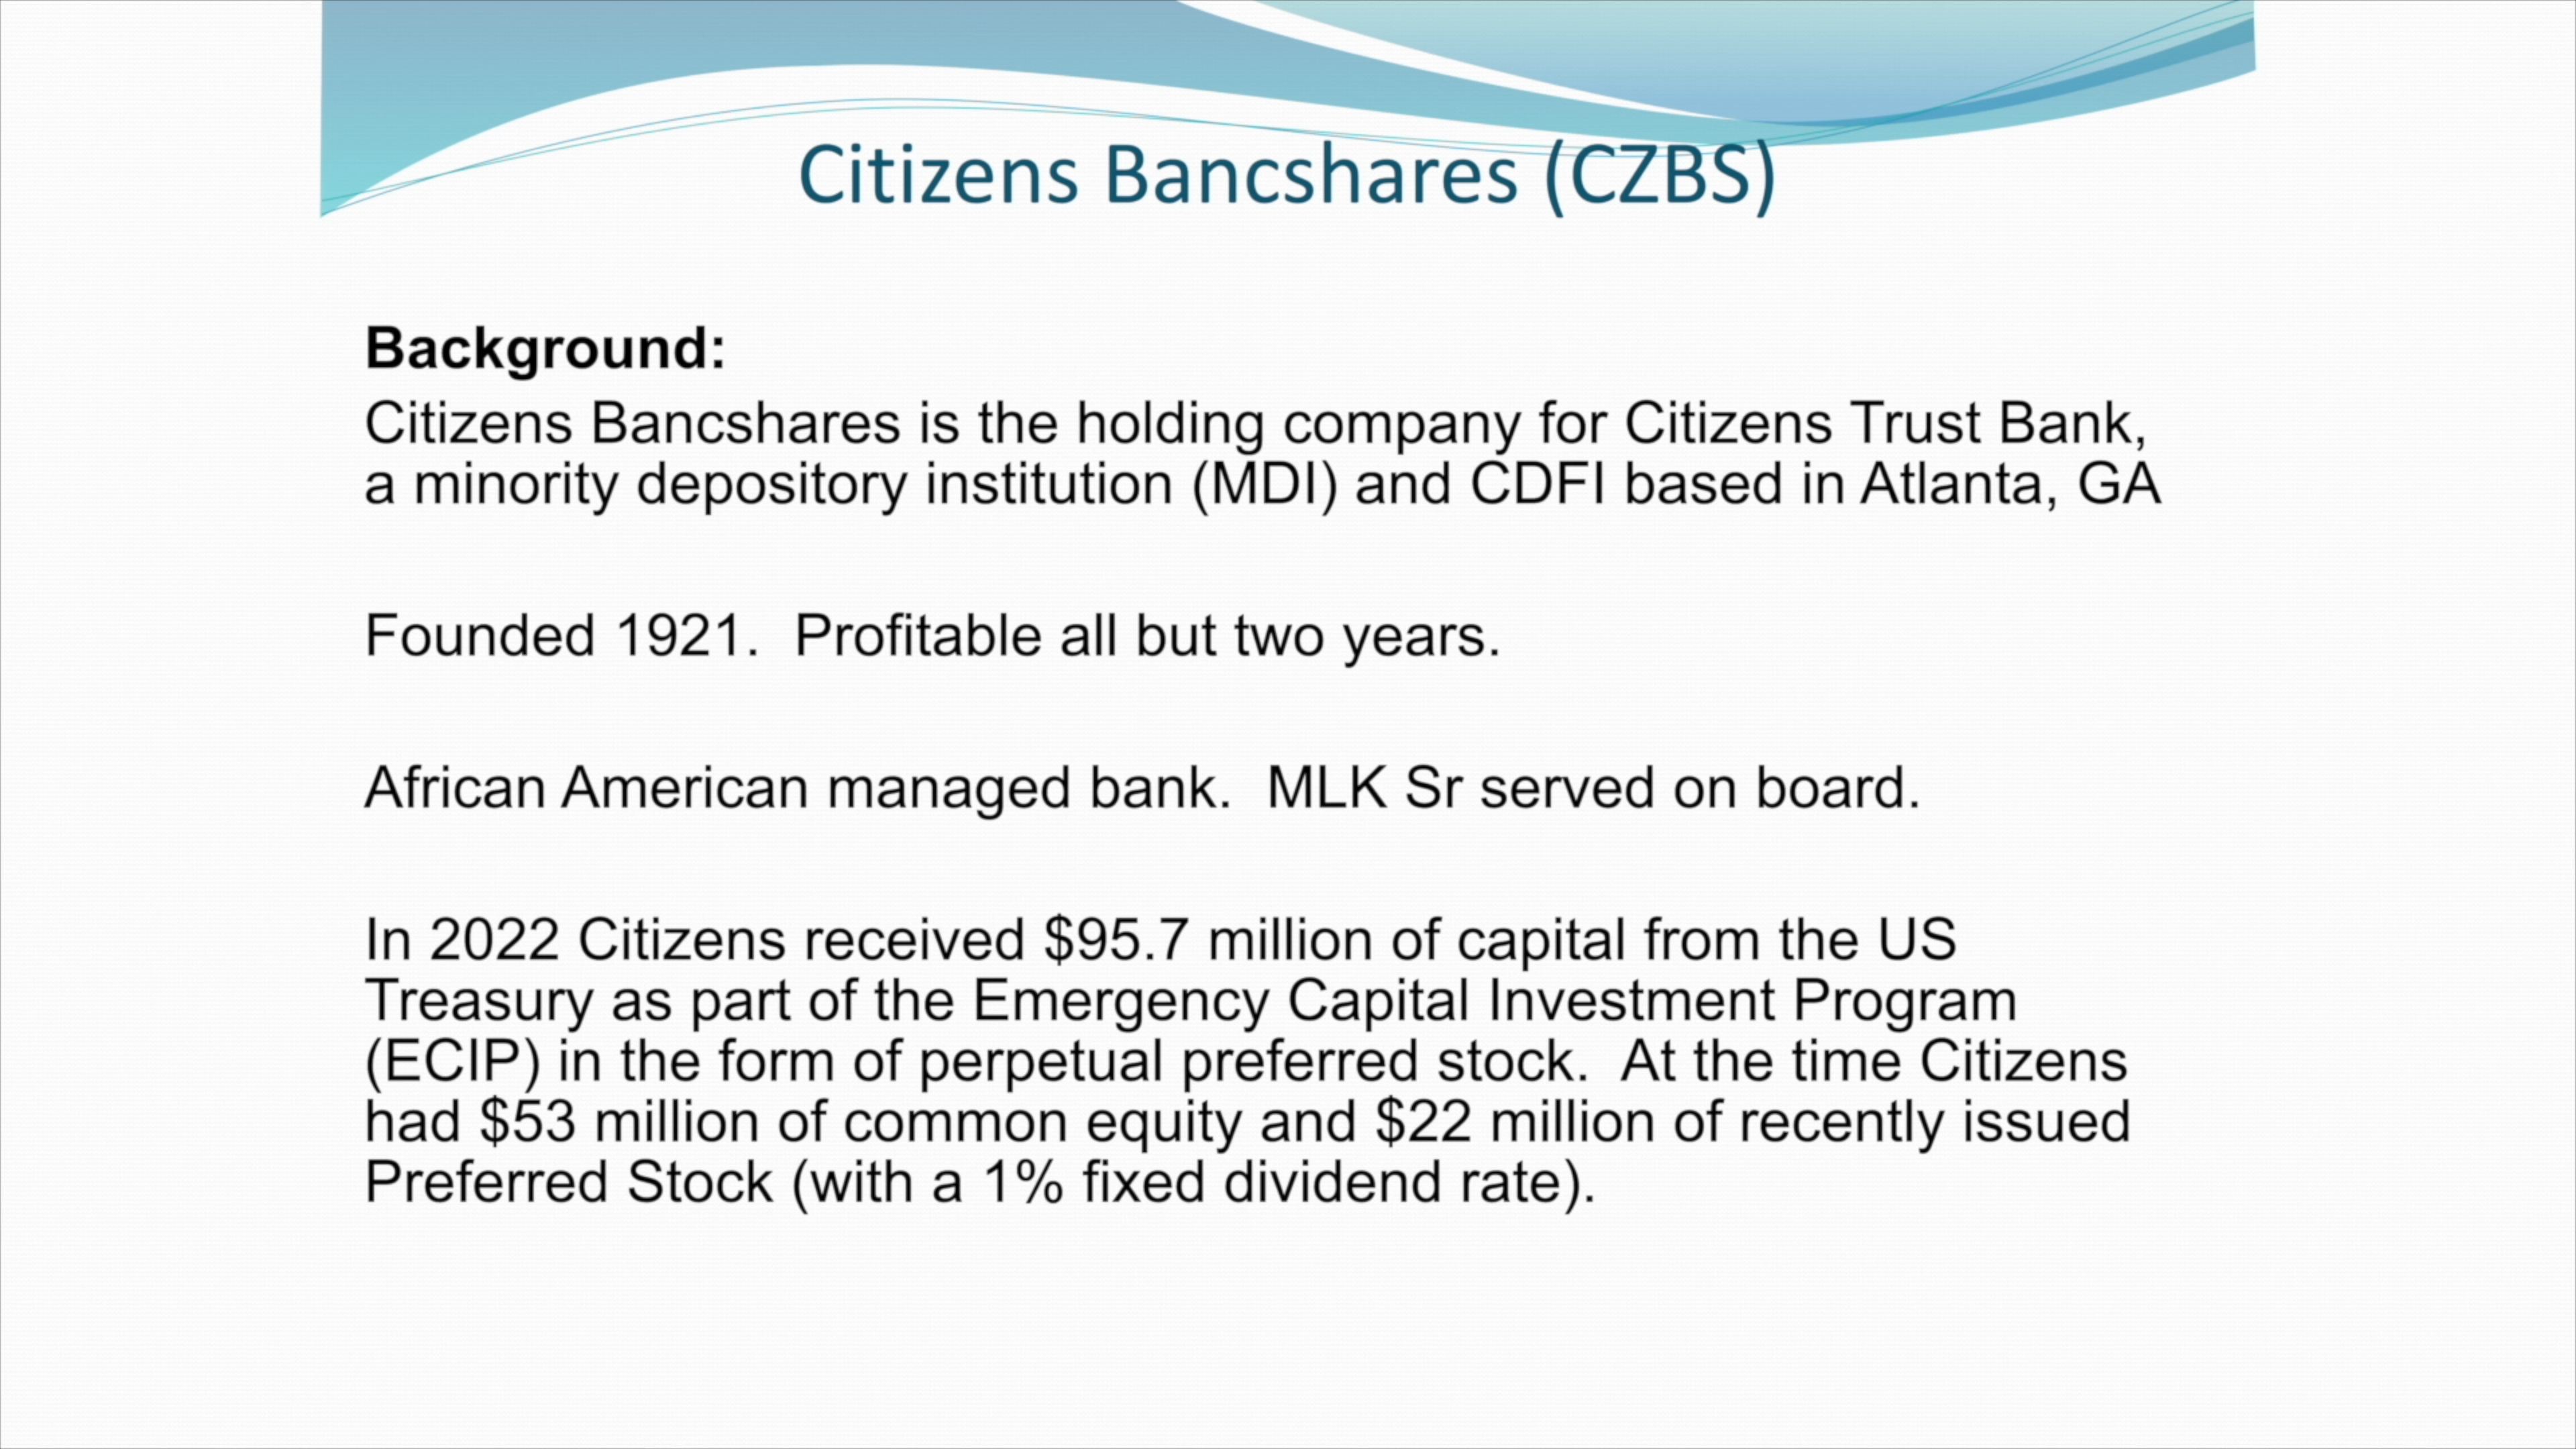 Citizens Bancshares (CZBS)
Background:
Citizens Bancshares is the holding company for Citizens Trust Bank,
a minority depository institution (MDI) and CDFI based in Atlanta, GA
Founded 1921.  Profitable all but two years.
African American managed bank.  MLK Sr served on board.
In 2022 Citizens received $95.7 million of capital from the US
Treasury as part of the Emergency Capital Investment Program
(ECIP) in the form of perpetual preferred stock.  At the time Citizens
had $53 million of common equity and $22 million of recently issued
Preferred Stock (with a 1% fixed dividend rate).